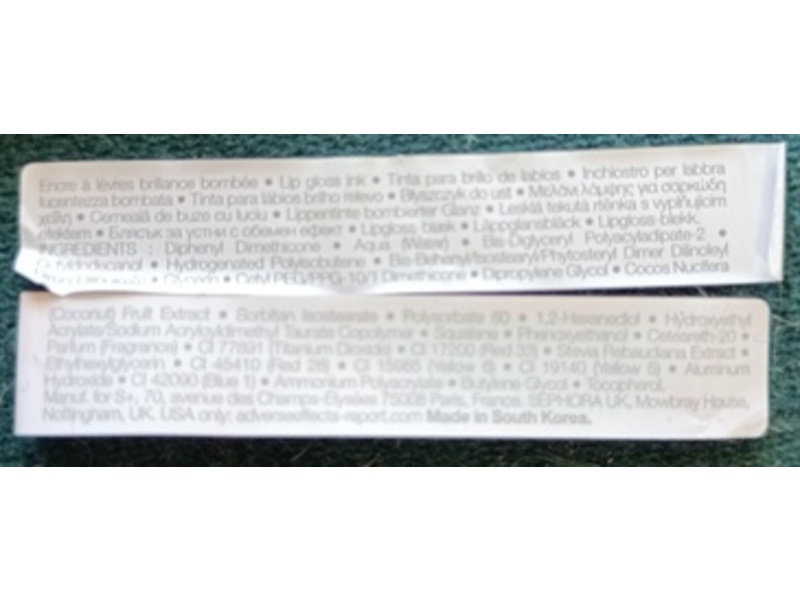 Encre à lèvres brillance bombée • Lip gloss ink • Tinta para brillo de labios • Inchiostro per labbra
lucentezza bombata • Tinta para lábios brilho relevo • Błyszczyk do ust • Μελάνι λάμψης για σαρκώδη
χείλη • Cerneală de buze cu luciu • Lippentinte bombierter Glanz • Lesklá tekutá rtěnka s vyplňujícím
efektem • Блясък за устни с обемен ефект • Lipgloss blæk • Läppglansbläck • Lipgloss-blekk.
INGREDIENTS : Diphenyl Dimethicone • Aqua (Water) • Bis-Diglyceryl Polyacyladipate-2 •
Octyldodecanol • Hydrogenated Polyisobutene • Bis-Behenyl/Isostearyl/Phytosteryl Dimer Dilinoleyl
• Glycerin • Cetyl PEG/PPG-10/1 Dimethicone • Dipropylene Glycol • Cocos Nucifera
(Coconut) Fruit Extract • Sorbitan Isostearate • Polysorbate 60 • 1,2-Hexanediol • Hydroxyethyl
Acrylate/Sodium Acryloyldimethyl Taurate Copolymer • Squalane • Phenoxyethanol • Ceteareth-20 •
Parfum (Fragrance) • CI 77891 (Titanium Dioxide) • CI 17200 (Red 33) • Stevia Rebaudiana Extract •
Ethylhexylglycerin • CI 45410 (Red 28) • CI 15985 (Yellow 6) • CI 19140 (Yellow 5) • Aluminum
Hydroxide • CI 42090 (Blue 1) • Ammonium Polyacrylate • Butylene Glycol • Tocopherol.
Manuf. for S+, 70, avenue des Champs-Elysées 75008 Paris, France. SEPHORA UK, Mowbray House,
Nottingham, UK. USA only: adverseeffects-report.com Made in South Korea.